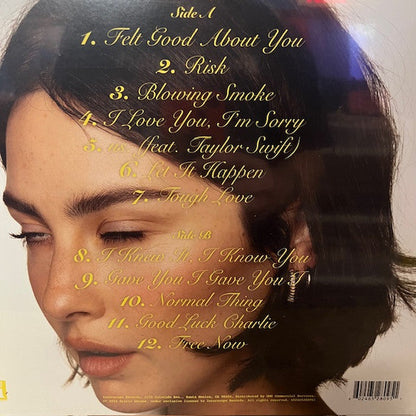 Side A
1. Felt Good About You
2. Risk
3. Blowing Smoke
4. I Love You, I'm Sorry
5. us. (feat. Taylor Swift)
6. Let It Happen
7. Tough Love
Side B
8. I Knew It, I Know You
9. Gave You I Gave You I
10. Normal Thing
11. Good Luck Charlie
12. Free Now